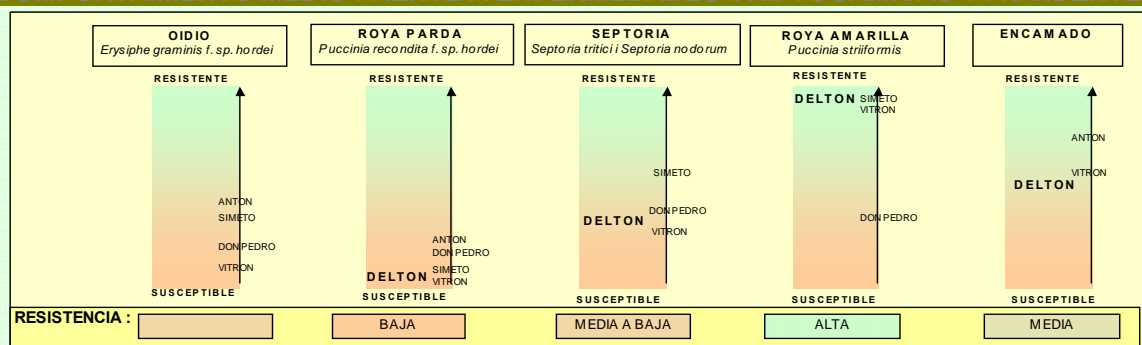 OIDIO
Erysiphe graminis f. sp. hordei
RESISTENTE
ANTON
SIMETO
DON PEDRO
VITRON
SUSCEPTIBLE
ROYA PARDA
Puccinia recondita f. sp. hordei
RESISTENTE
ANTON
DON PEDRO
DELTON
SIMETO
VITRON
SUSCEPTIBLE
SEPTORIA
Septoria tritici i Septoria nodorum
RESISTENTE
SIMETO
DON PEDRO
DELTON
VITRON
SUSCEPTIBLE
ROYA AMARILLA
Puccinia striiformis
RESISTENTE
DELTON
SIMETO
VITRON
DON PEDRO
SUSCEPTIBLE
ENCAMADO
RESISTENTE
ANTON
VITRON
DELTON
SUSCEPTIBLE
RESISTENCIA :
BAJA
MEDIA A BAJA
ALTA
MEDIA